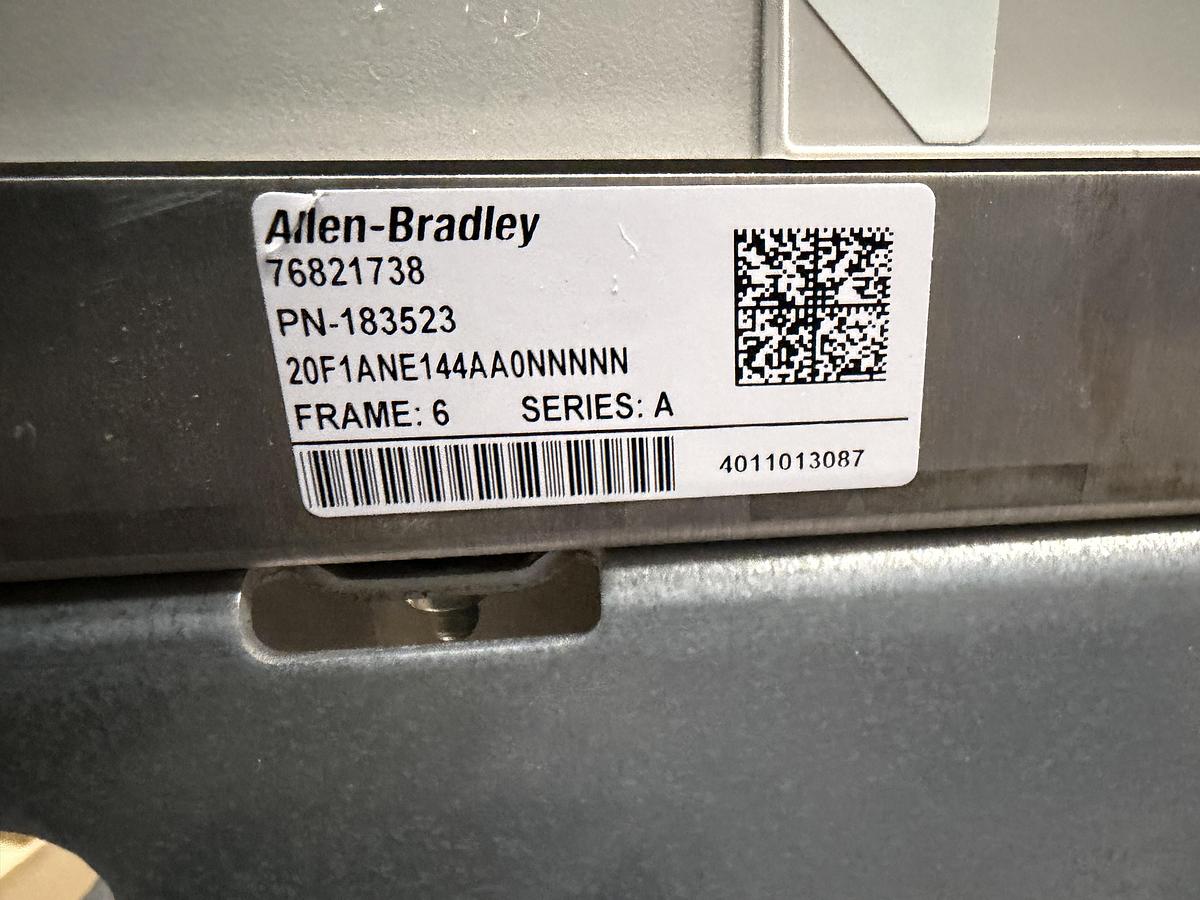 Allen-Bradley
76821738
PN-183523
20F1ANE144AA0NNNNN
FRAME: 6 SERIES: A
4011013087